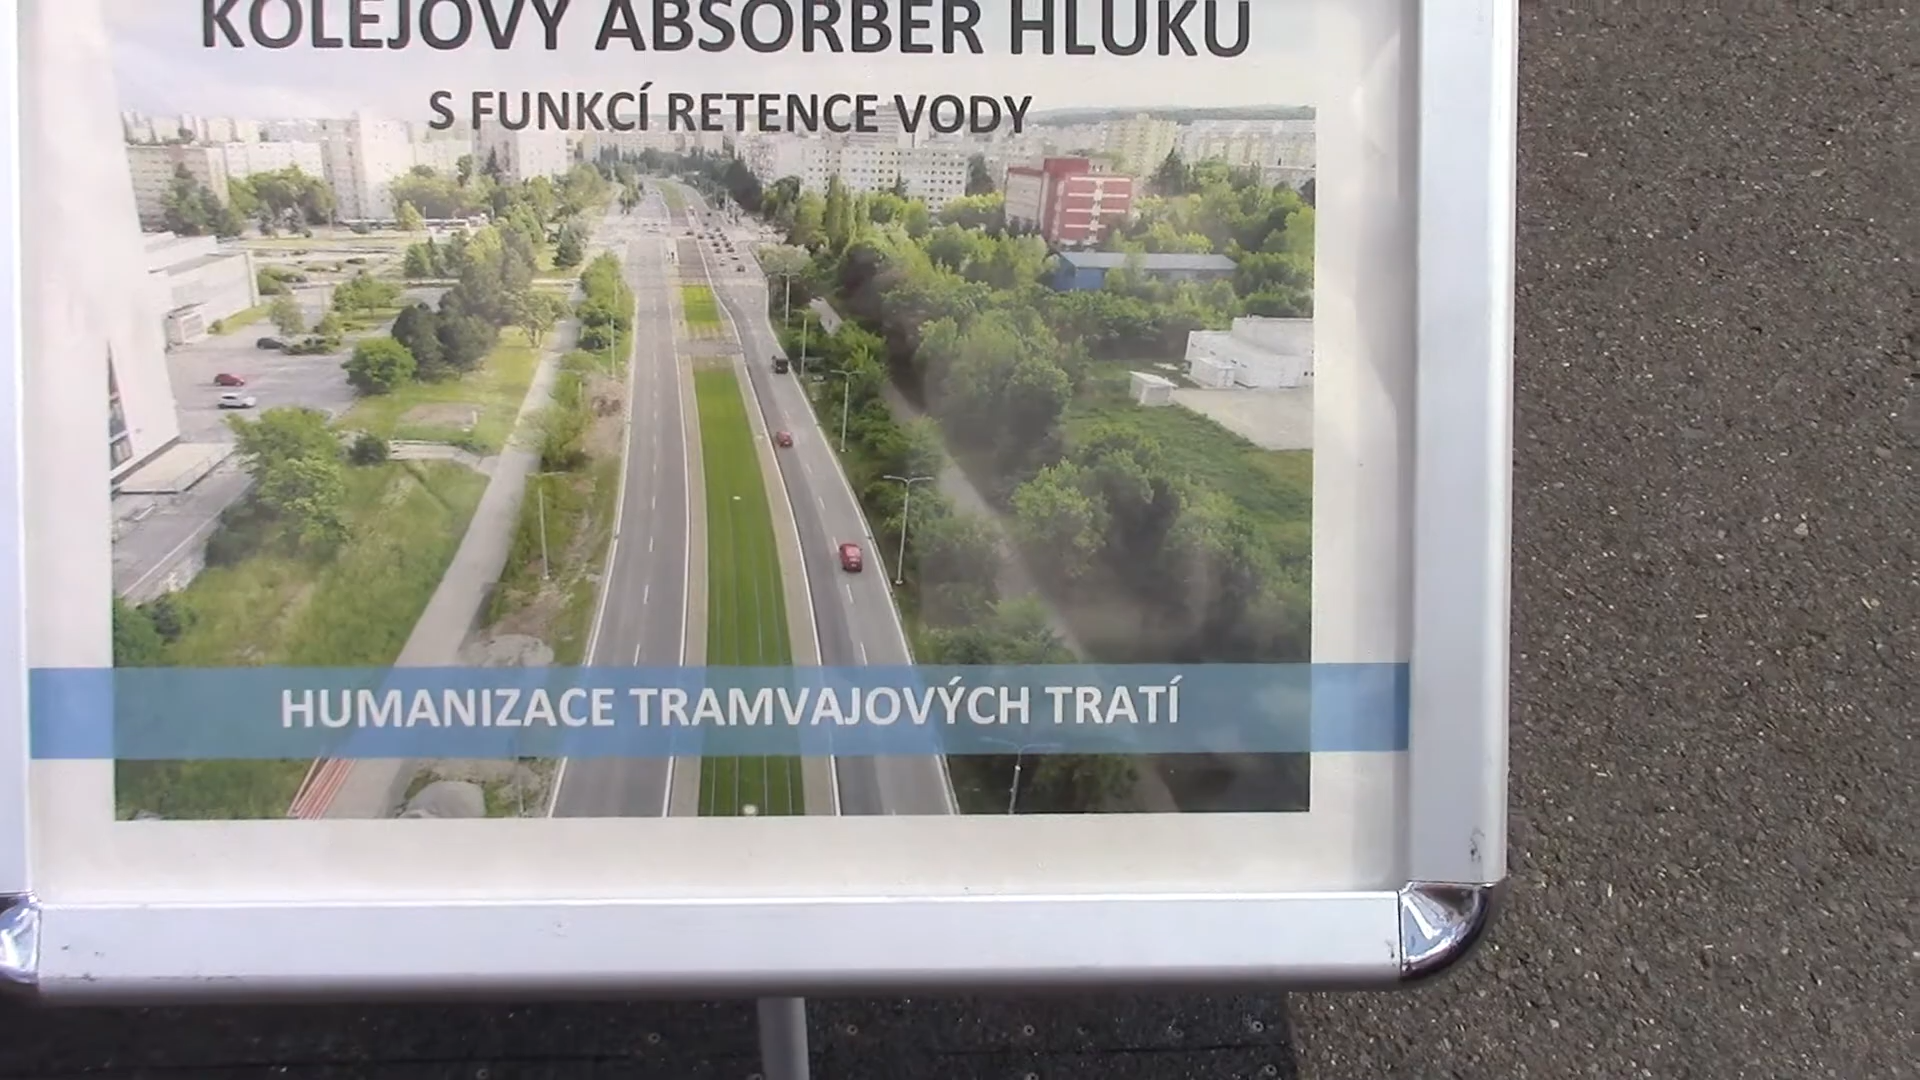 KOLEJOVÝ ABSORBÉR HLUKU
S FUNKCÍ RETENCE VODY
HUMANIZACE TRAMVAJOVÝCH TRATÍ